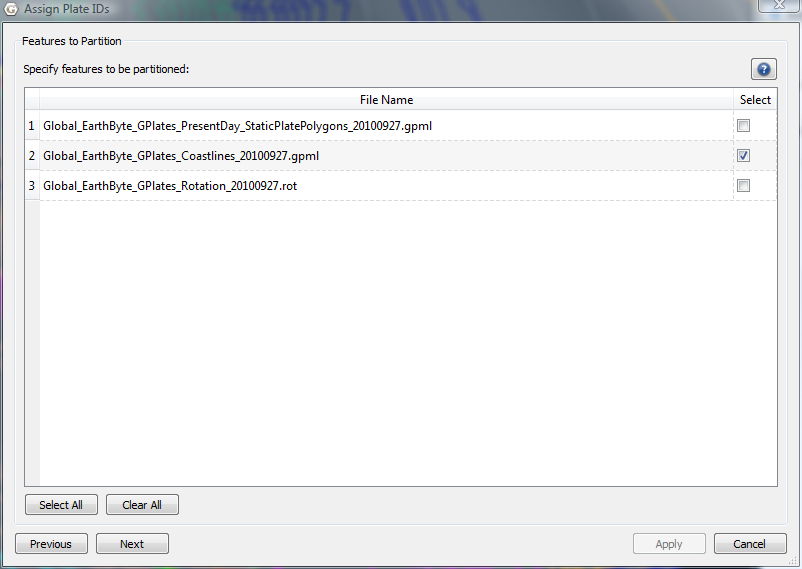 Assign Plate IDs
Features to Partition
Specify features to be partitioned:
File Name Select
1 Global_EarthByte_GPlates_PresentDay_StaticPlatePolygons_20100927.gpml
2 Global_EarthByte_GPlates_Coastlines_20100927.gpml
3 Global_EarthByte_GPlates_Rotation_20100927.rot
Select All Clear All
Previous Next Apply Cancel